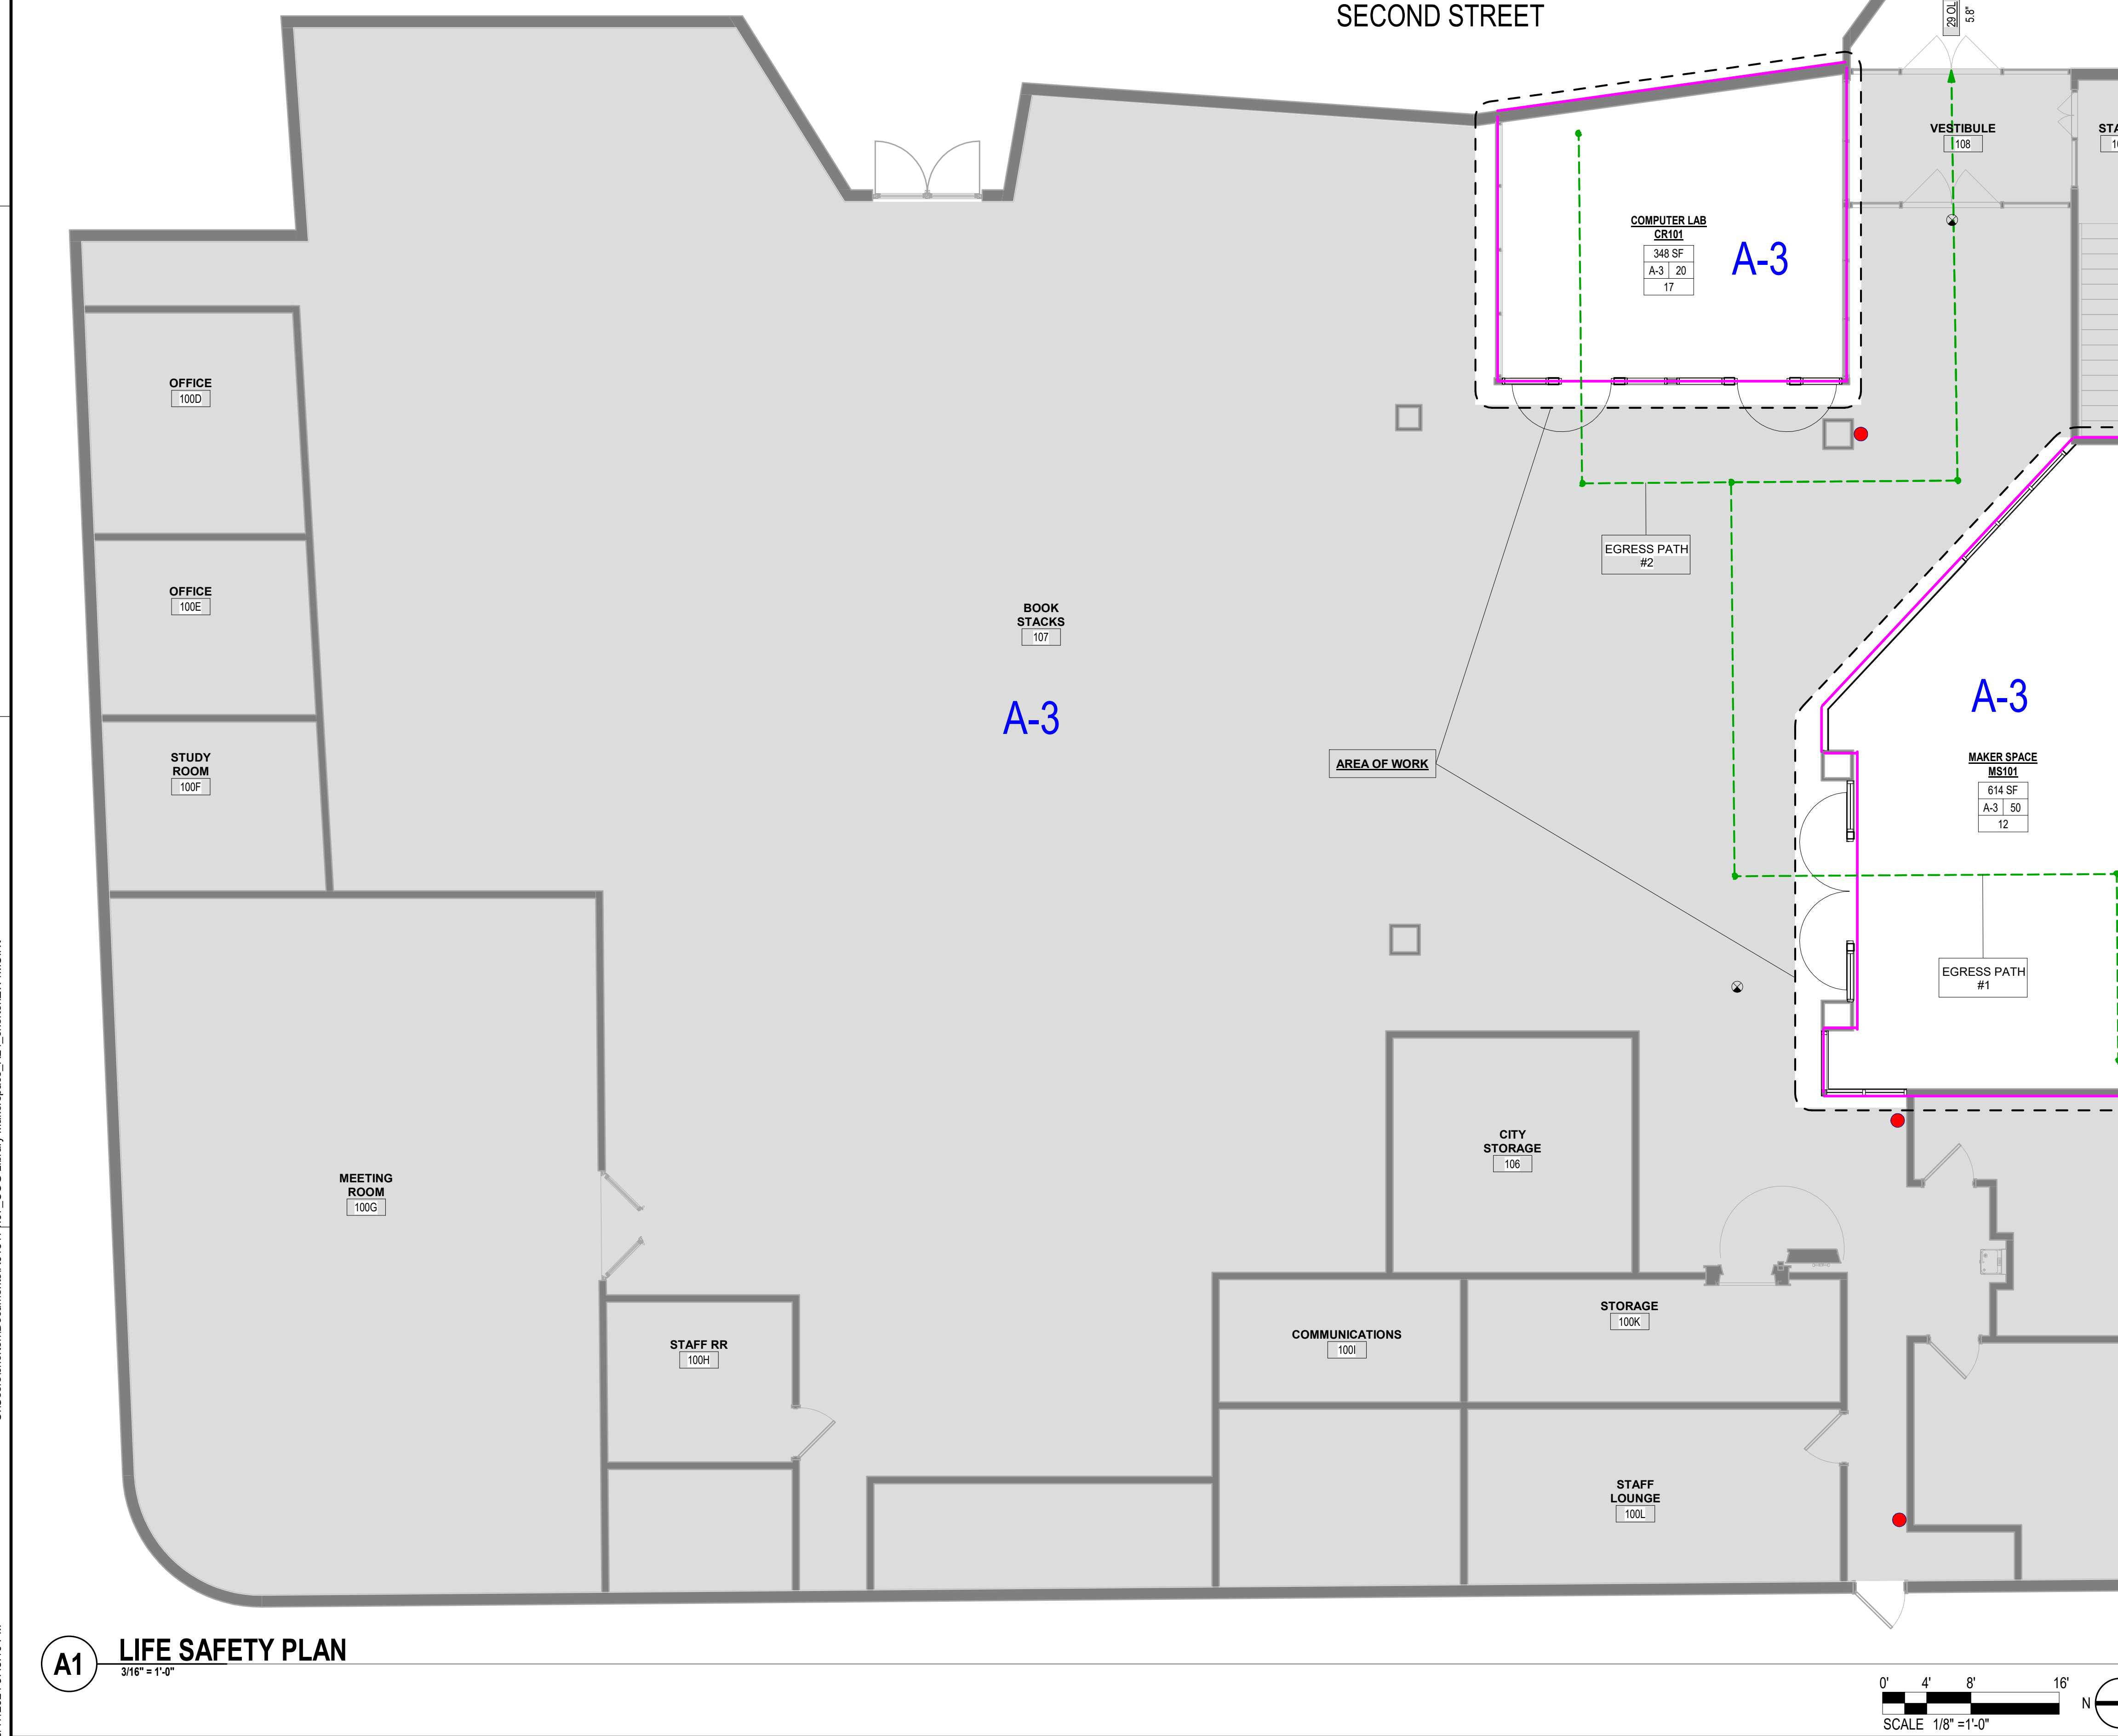 SECOND STREET
29 OL
5.8"
VESTIBULE
108
COMPUTER LAB
CR101
348 SF
A-3 20
17
A-3
OFFICE
100D
EGRESS PATH
#2
OFFICE
100E
BOOK
STACKS
107
A-3
A-3
STUDY
ROOM
100F
AREA OF WORK
MAKER SPACE
MS101
614 SF
A-3 50
12
EGRESS PATH
#1
CITY
STORAGE
106
MEETING
ROOM
100G
STORAGE
100K
COMMUNICATIONS
100I
STAFF RR
100H
STAFF
LOUNGE
100L
A1
LIFE SAFETY PLAN
3/16" = 1'-0"
0' 4' 8' 16'
N
SCALE 1/8" =1'-0"